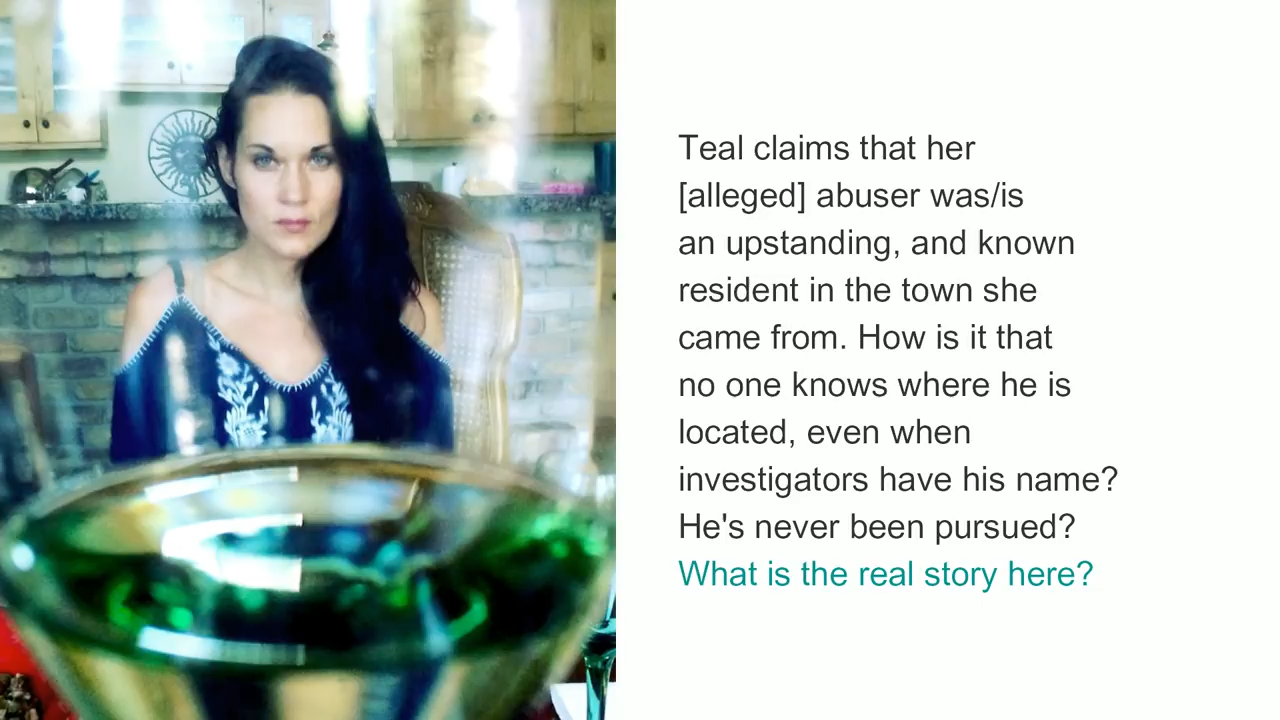 Teal claims that her
[alleged] abuser was/is
an upstanding, and known
resident in the town she
came from. How is it that
no one knows where he is
located, even when
investigators have his name?
He's never been pursued?
What is the real story here?